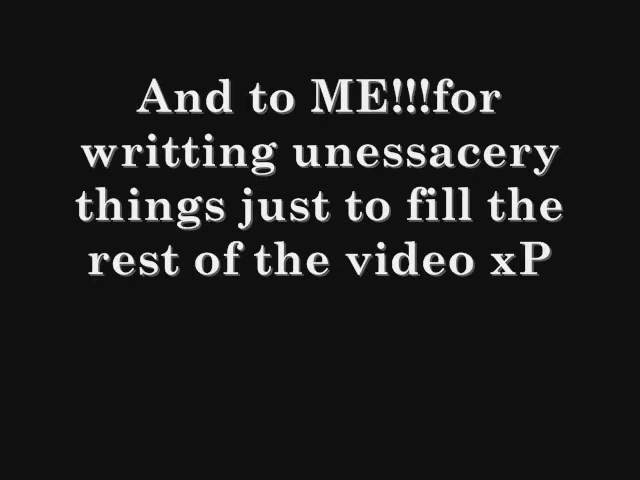 And to ME!!!for
writting unessacery
things just to fill the
rest of the video xP